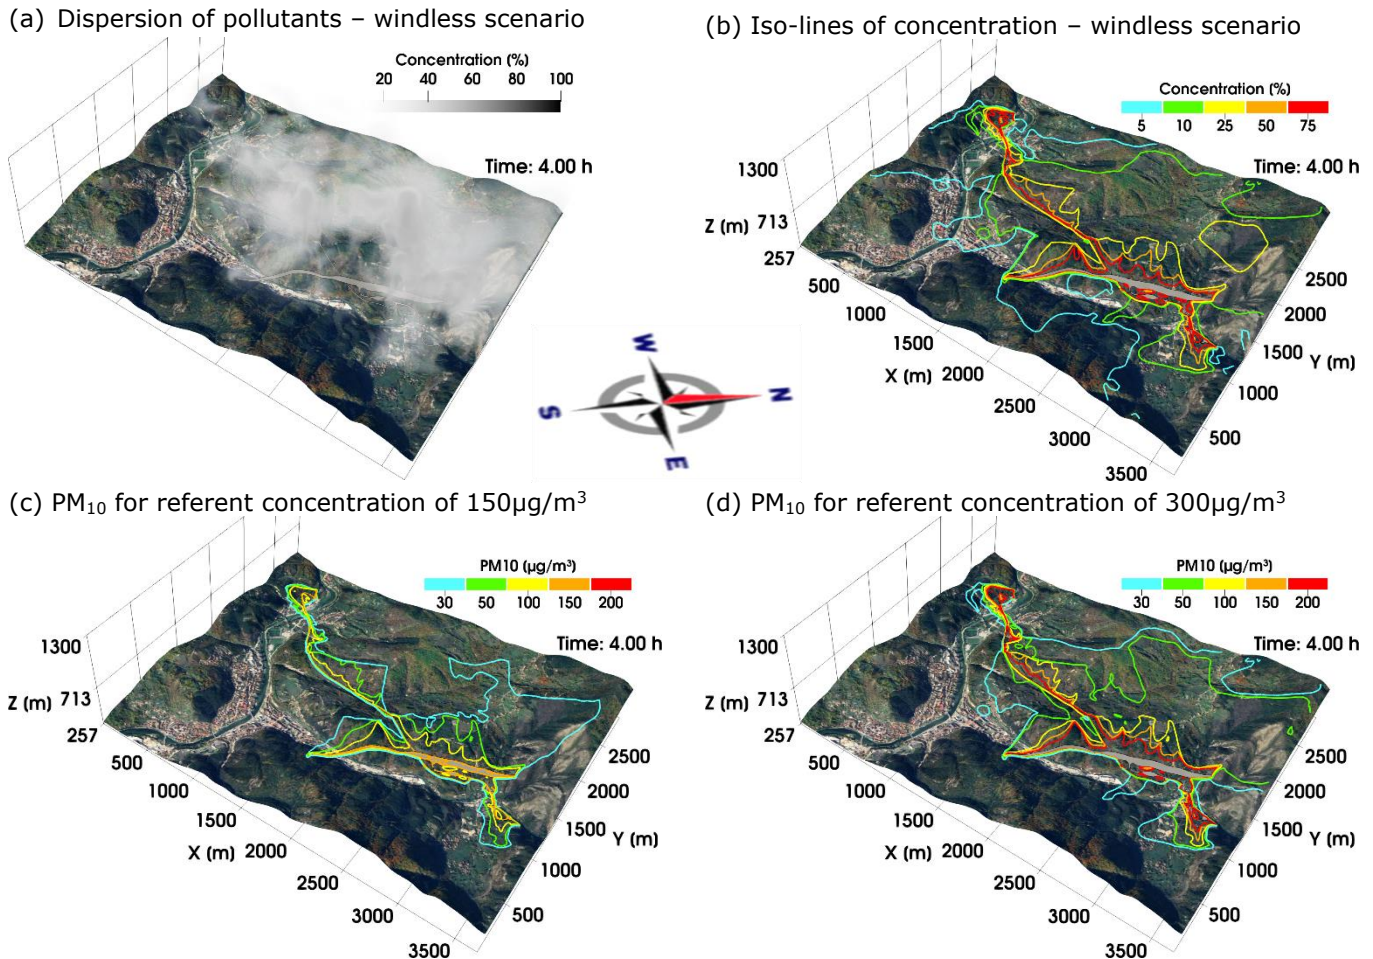 (a) Dispersion of pollutants – windless scenario
Concentration (%)
20 40 60 80 100
Time: 4.00 h
(b) Iso-lines of concentration – windless scenario
Concentration (%)
5 10 25 50 75
Time: 4.00 h
1300
Z (m) 713
257
500
1000
1500
X (m) 2000
2500
3000
3500
500
1000
1500 Y (m)
2000
2500
W
N
S
E
(c) PM₁₀ for referent concentration of 150μg/m³
PM10 (μg/m³)
30 50 100 150 200
Time: 4.00 h
1300
Z (m) 713
257
500
1000
1500
X (m) 2000
2500
3000
3500
500
1000
1500 Y (m)
2000
2500
(d) PM₁₀ for referent concentration of 300μg/m³
PM10 (μg/m³)
30 50 100 150 200
Time: 4.00 h
1300
Z (m) 713
257
500
1000
1500
X (m) 2000
2500
3000
3500
500
1000
1500 Y (m)
2000
2500